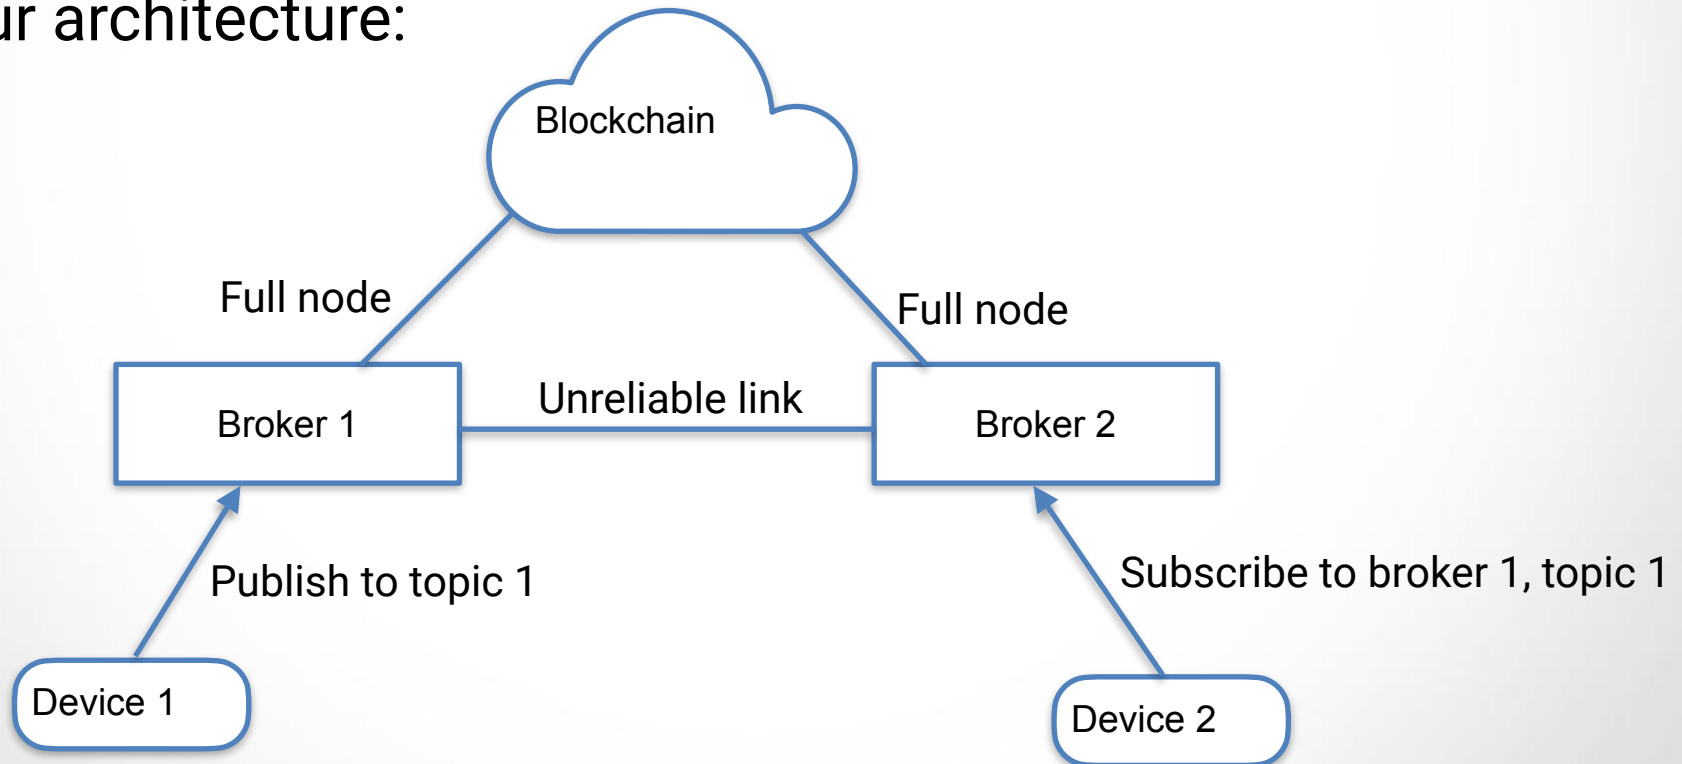 ur architecture:
Blockchain
Full node
Full node
Unreliable link
Broker 1
Broker 2
Publish to topic 1
Subscribe to broker 1, topic 1
Device 1
Device 2